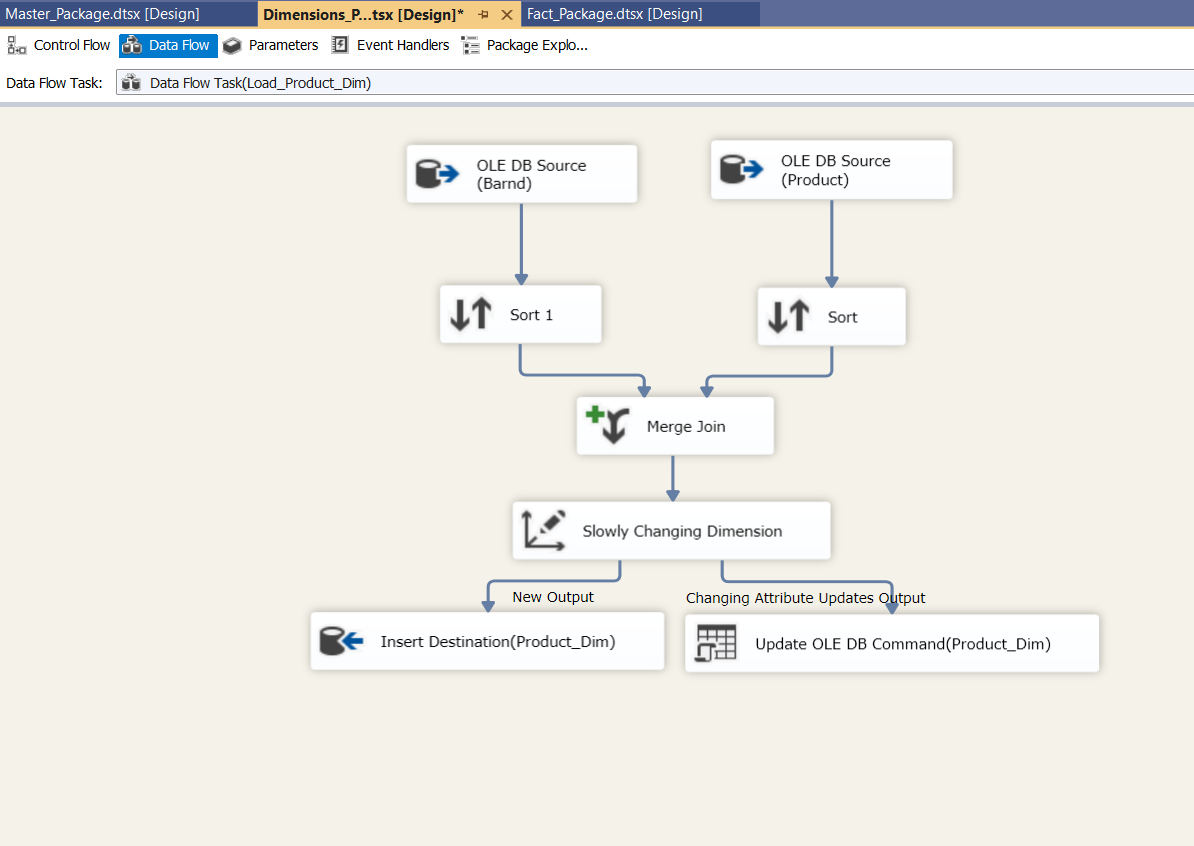 Master_Package.dtsx [Design]
Dimensions_P...tsx [Design]*
Fact_Package.dtsx [Design]
Control Flow
Data Flow
Parameters
Event Handlers
Package Explo...
Data Flow Task:
Data Flow Task(Load_Product_Dim)
OLE DB Source
(Barnd)
OLE DB Source
(Product)
Sort 1
Sort
Merge Join
Slowly Changing Dimension
New Output
Changing Attribute Updates Output
Insert Destination(Product_Dim)
Update OLE DB Command(Product_Dim)